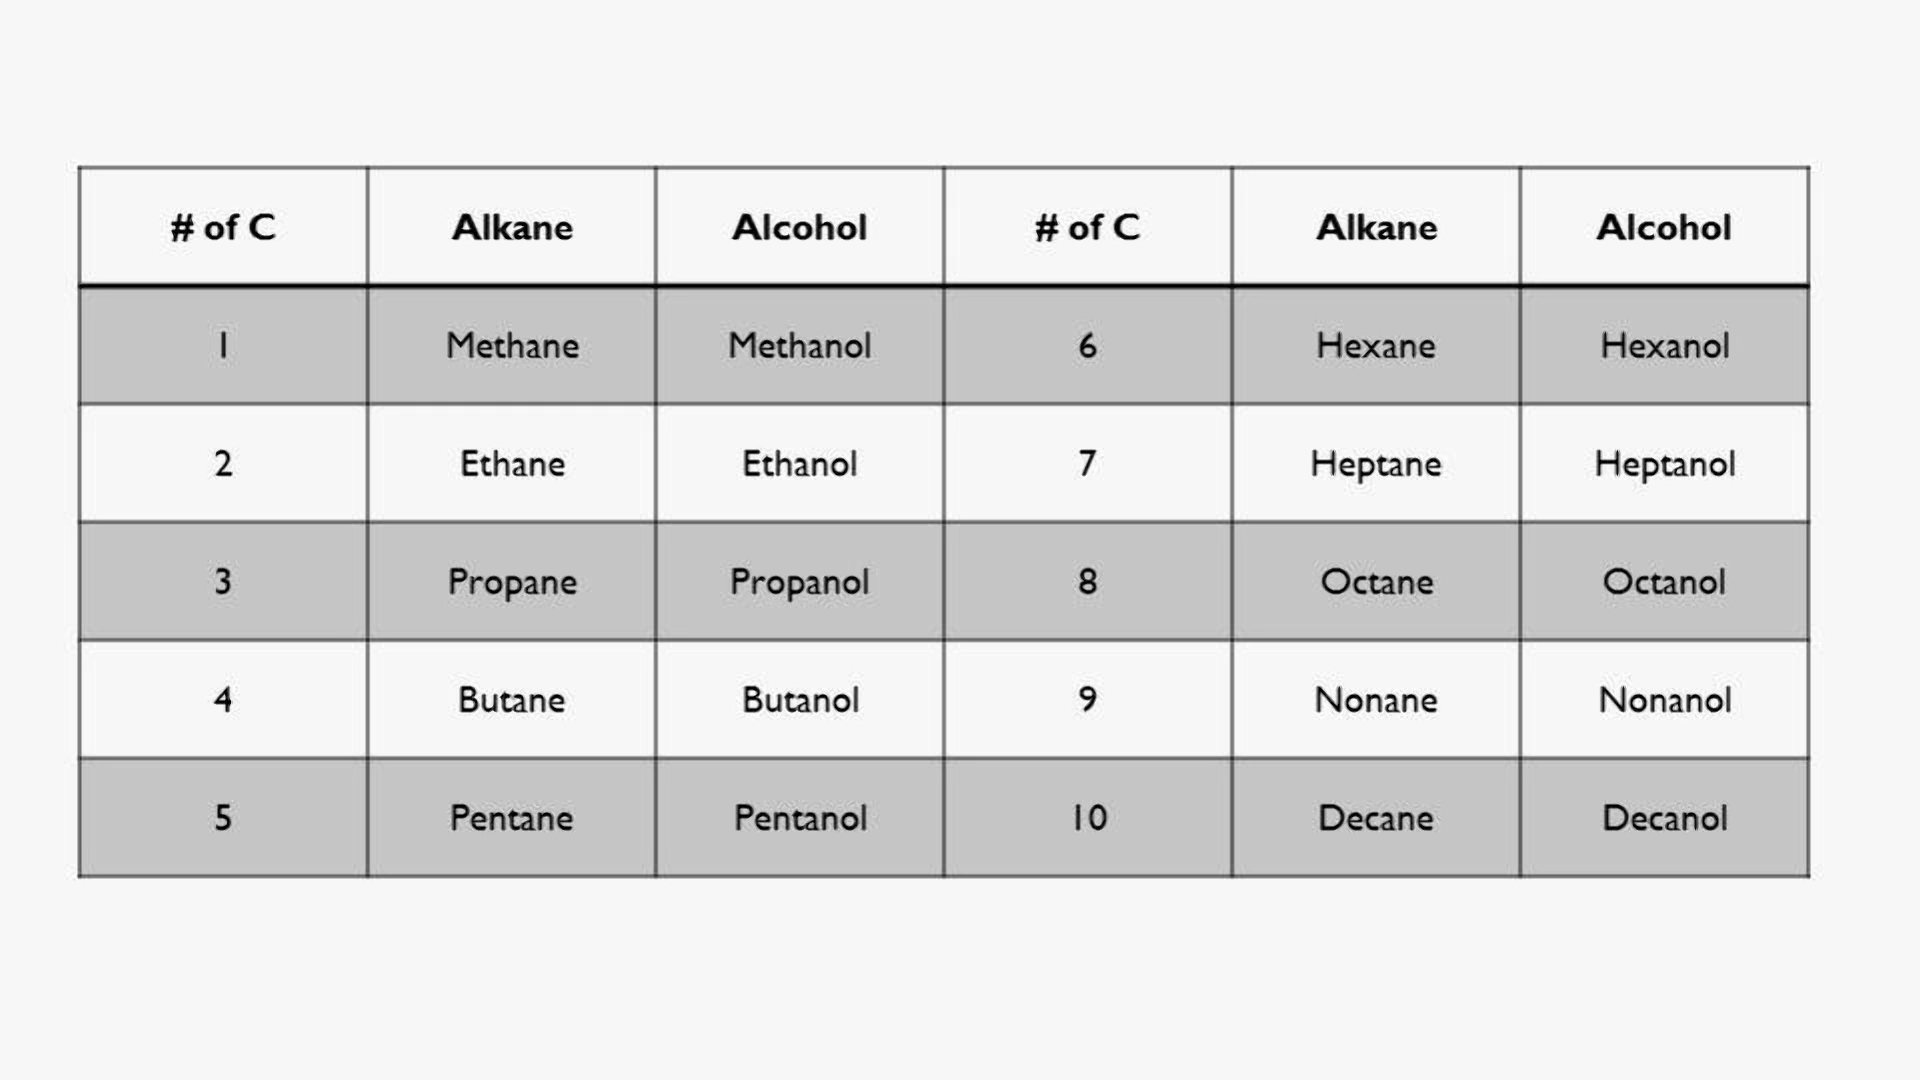 # of C Alkane Alcohol # of C Alkane Alcohol
1 Methane Methanol 6 Hexane Hexanol
2 Ethane Ethanol 7 Heptane Heptanol
3 Propane Propanol 8 Octane Octanol
4 Butane Butanol 9 Nonane Nonanol
5 Pentane Pentanol 10 Decane Decanol